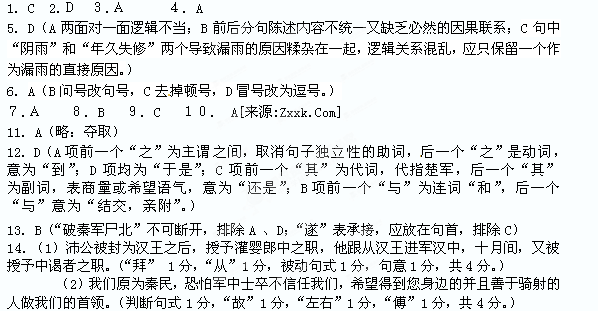 1. C  2. D  3. A    4. A
5. D（A 两面对一面逻辑不当；B 前后分句陈述内容不统一又缺乏必然的因果联系；C 句中
“阴雨”和“年久失修”两个导致漏雨的原因糅杂在一起，逻辑关系混乱，应只保留一个作
为漏雨的直接原因。）
6. A（B 问号改句号，C 去掉顿号，D 冒号改为逗号。）
７. A    ８. B    ９. C    １０.  A[来源:Zxxk.Com]
11. A（略：夺取）
12. D（A 项前一个“之”为主谓之间，取消句子独立性的助词，后一个“之”是动词，
意为“到”；D 项均为“于是”，C 项前一个“其”为代词，代指楚军，后一个“其”
为副词，表商量或希望语气，意为“还是”；B 项前一个“与”为连词“和”，后一个
“与”意为“结交，亲附”。）
13. B（“破秦军尸北”不可断开，排除 A 、D；“遂”表承接，应放在句首，排除 C）
14.（1）沛公被封为汉王之后，授予灌婴郎中之职，他跟从汉王进军汉中，十月间，又被
授予中谒者之职。（“拜” 1分，“从”1分，被动句式1分，句意1分，共4分。）
（2）我们原为秦民，恐怕军中士卒不信任我们，希望得到您身边的并且善于骑射的
人做我们的首领。（判断句式 1 分，“故”1 分，“左右”1 分，“傅”1 分，共 4 分。）